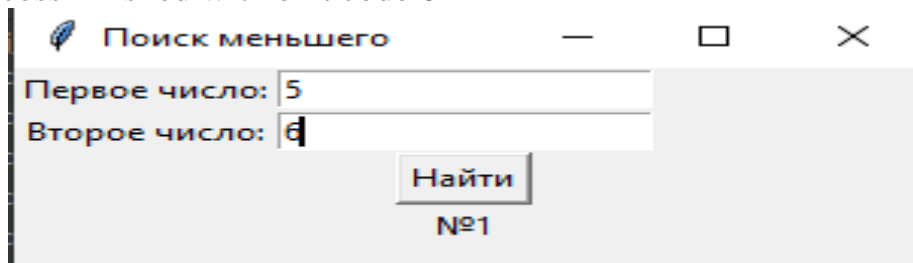 Поиск меньшего
Первое число: 5
Второе число: 6
Найти
№1